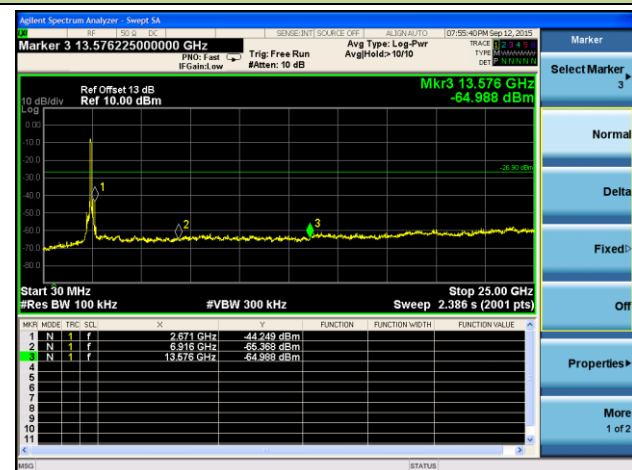 Agilent Spectrum Analyzer - Swept SA
RF 50 Ω DC SENSE:INT SOURCE OFF ALIGN AUTO 07:55:40 PM Sep 12, 2015
Marker 3 13.576225000000 GHz
PNO: Fast
IFGain:Low
Trig: Free Run
#Atten: 10 dB
Avg Type: Log-Pwr
Avg|Hold:>10/10
TRACE 1 2 3 4 5 6
TYPE M
DET P N N N N N
Marker
Select Marker
3
Normal
Delta
Fixed
Off
Properties
More
1 of 2
Ref Offset 13 dB
10 dB/div Ref 10.00 dBm
Log
Mkr3 13.576 GHz
-64.988 dBm
0.00
-10.0
-20.0
-30.0
-40.0
-50.0
-60.0
-70.0
-80.0
-26.90 dBm
1
2
3
Start 30 MHz Stop 25.00 GHz
#Res BW 100 kHz #VBW 300 kHz Sweep 2.386 s (2001 pts)
MKR MODE TRC SCL X Y FUNCTION FUNCTION WIDTH FUNCTION VALUE
1 N 1 f 2.671 GHz -44.249 dBm
2 N 1 f 6.916 GHz -65.368 dBm
3 N 1 f 13.576 GHz -64.988 dBm
4
5
6
7
8
9
10
11
MSG STATUS